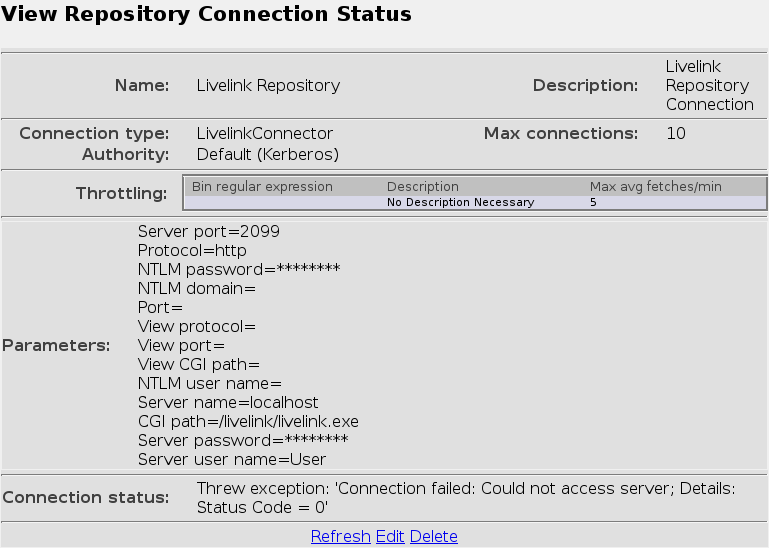 View Repository Connection Status
Name: Livelink Repository Description: Livelink
Repository
Connection
Connection type: LivelinkConnector Max connections: 10
Authority: Default (Kerberos)
Throttling: Bin regular expression Description Max avg fetches/min
No Description Necessary 5
Parameters: Server port=2099
Protocol=http
NTLM password=********
NTLM domain=
Port=
View protocol=
View port=
View CGI path=
NTLM user name=
Server name=localhost
CGI path=/livelink/livelink.exe
Server password=********
Server user name=User
Connection status: Threw exception: 'Connection failed: Could not access server; Details:
Status Code = 0'
Refresh Edit Delete